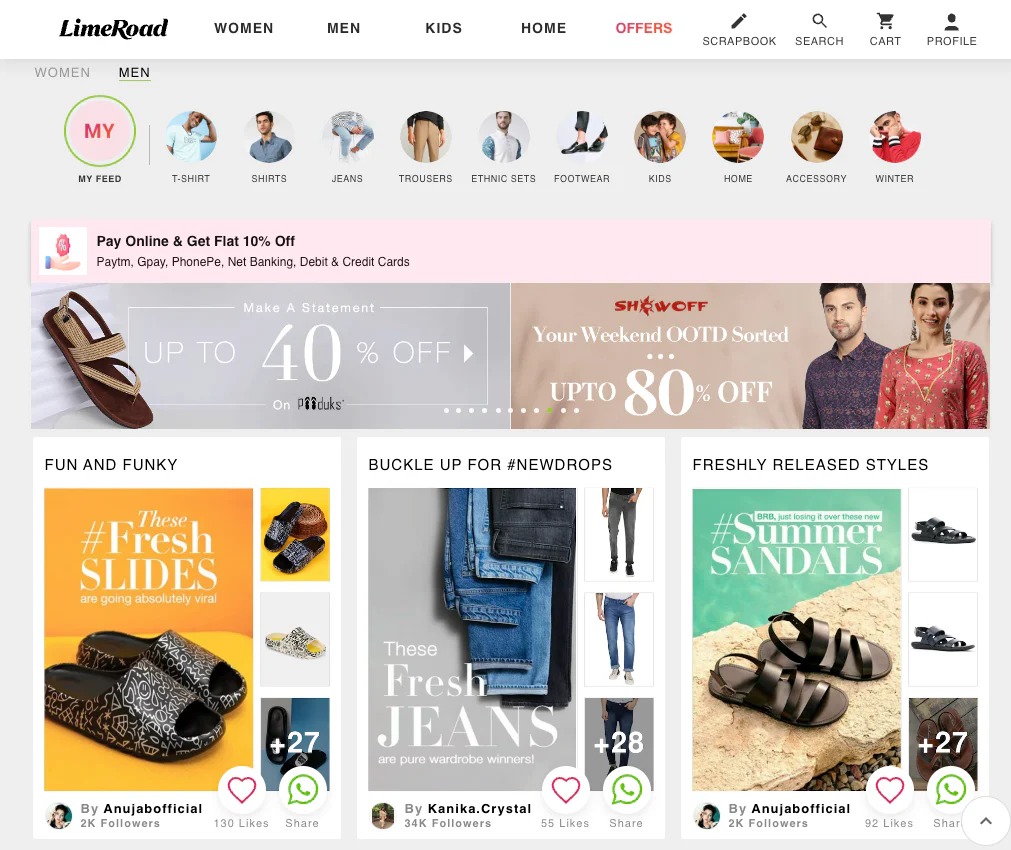 LimeRoad
WOMEN MEN KIDS HOME OFFERS
SCRAPBOOK SEARCH CART PROFILE
WOMEN MEN
MY
MY FEED T-SHIRT SHIRTS JEANS TROUSERS ETHNIC SETS FOOTWEAR KIDS HOME ACCESSORY WINTER
Pay Online & Get Flat 10% Off
Paytm, Gpay, PhonePe, Net Banking, Debit & Credit Cards
Make A Statement
UP TO 40% OFF
On
SHOWOFF
Your Weekend OOTD Sorted
UPTO 80% OFF
FUN AND FUNKY
These
#Fresh
SLIDES
are going absolutely viral
+27
By Anujabofficial
2K Followers
130 Likes
Share
BUCKLE UP FOR #NEWDROPS
These
Fresh
JEANS
are pure wardrobe winners!
+28
By Kanika.Crystal
34K Followers
55 Likes
Share
FRESHLY RELEASED STYLES
BRB, just losing it over these new
#Summer
SANDALS
+27
By Anujabofficial
2K Followers
92 Likes